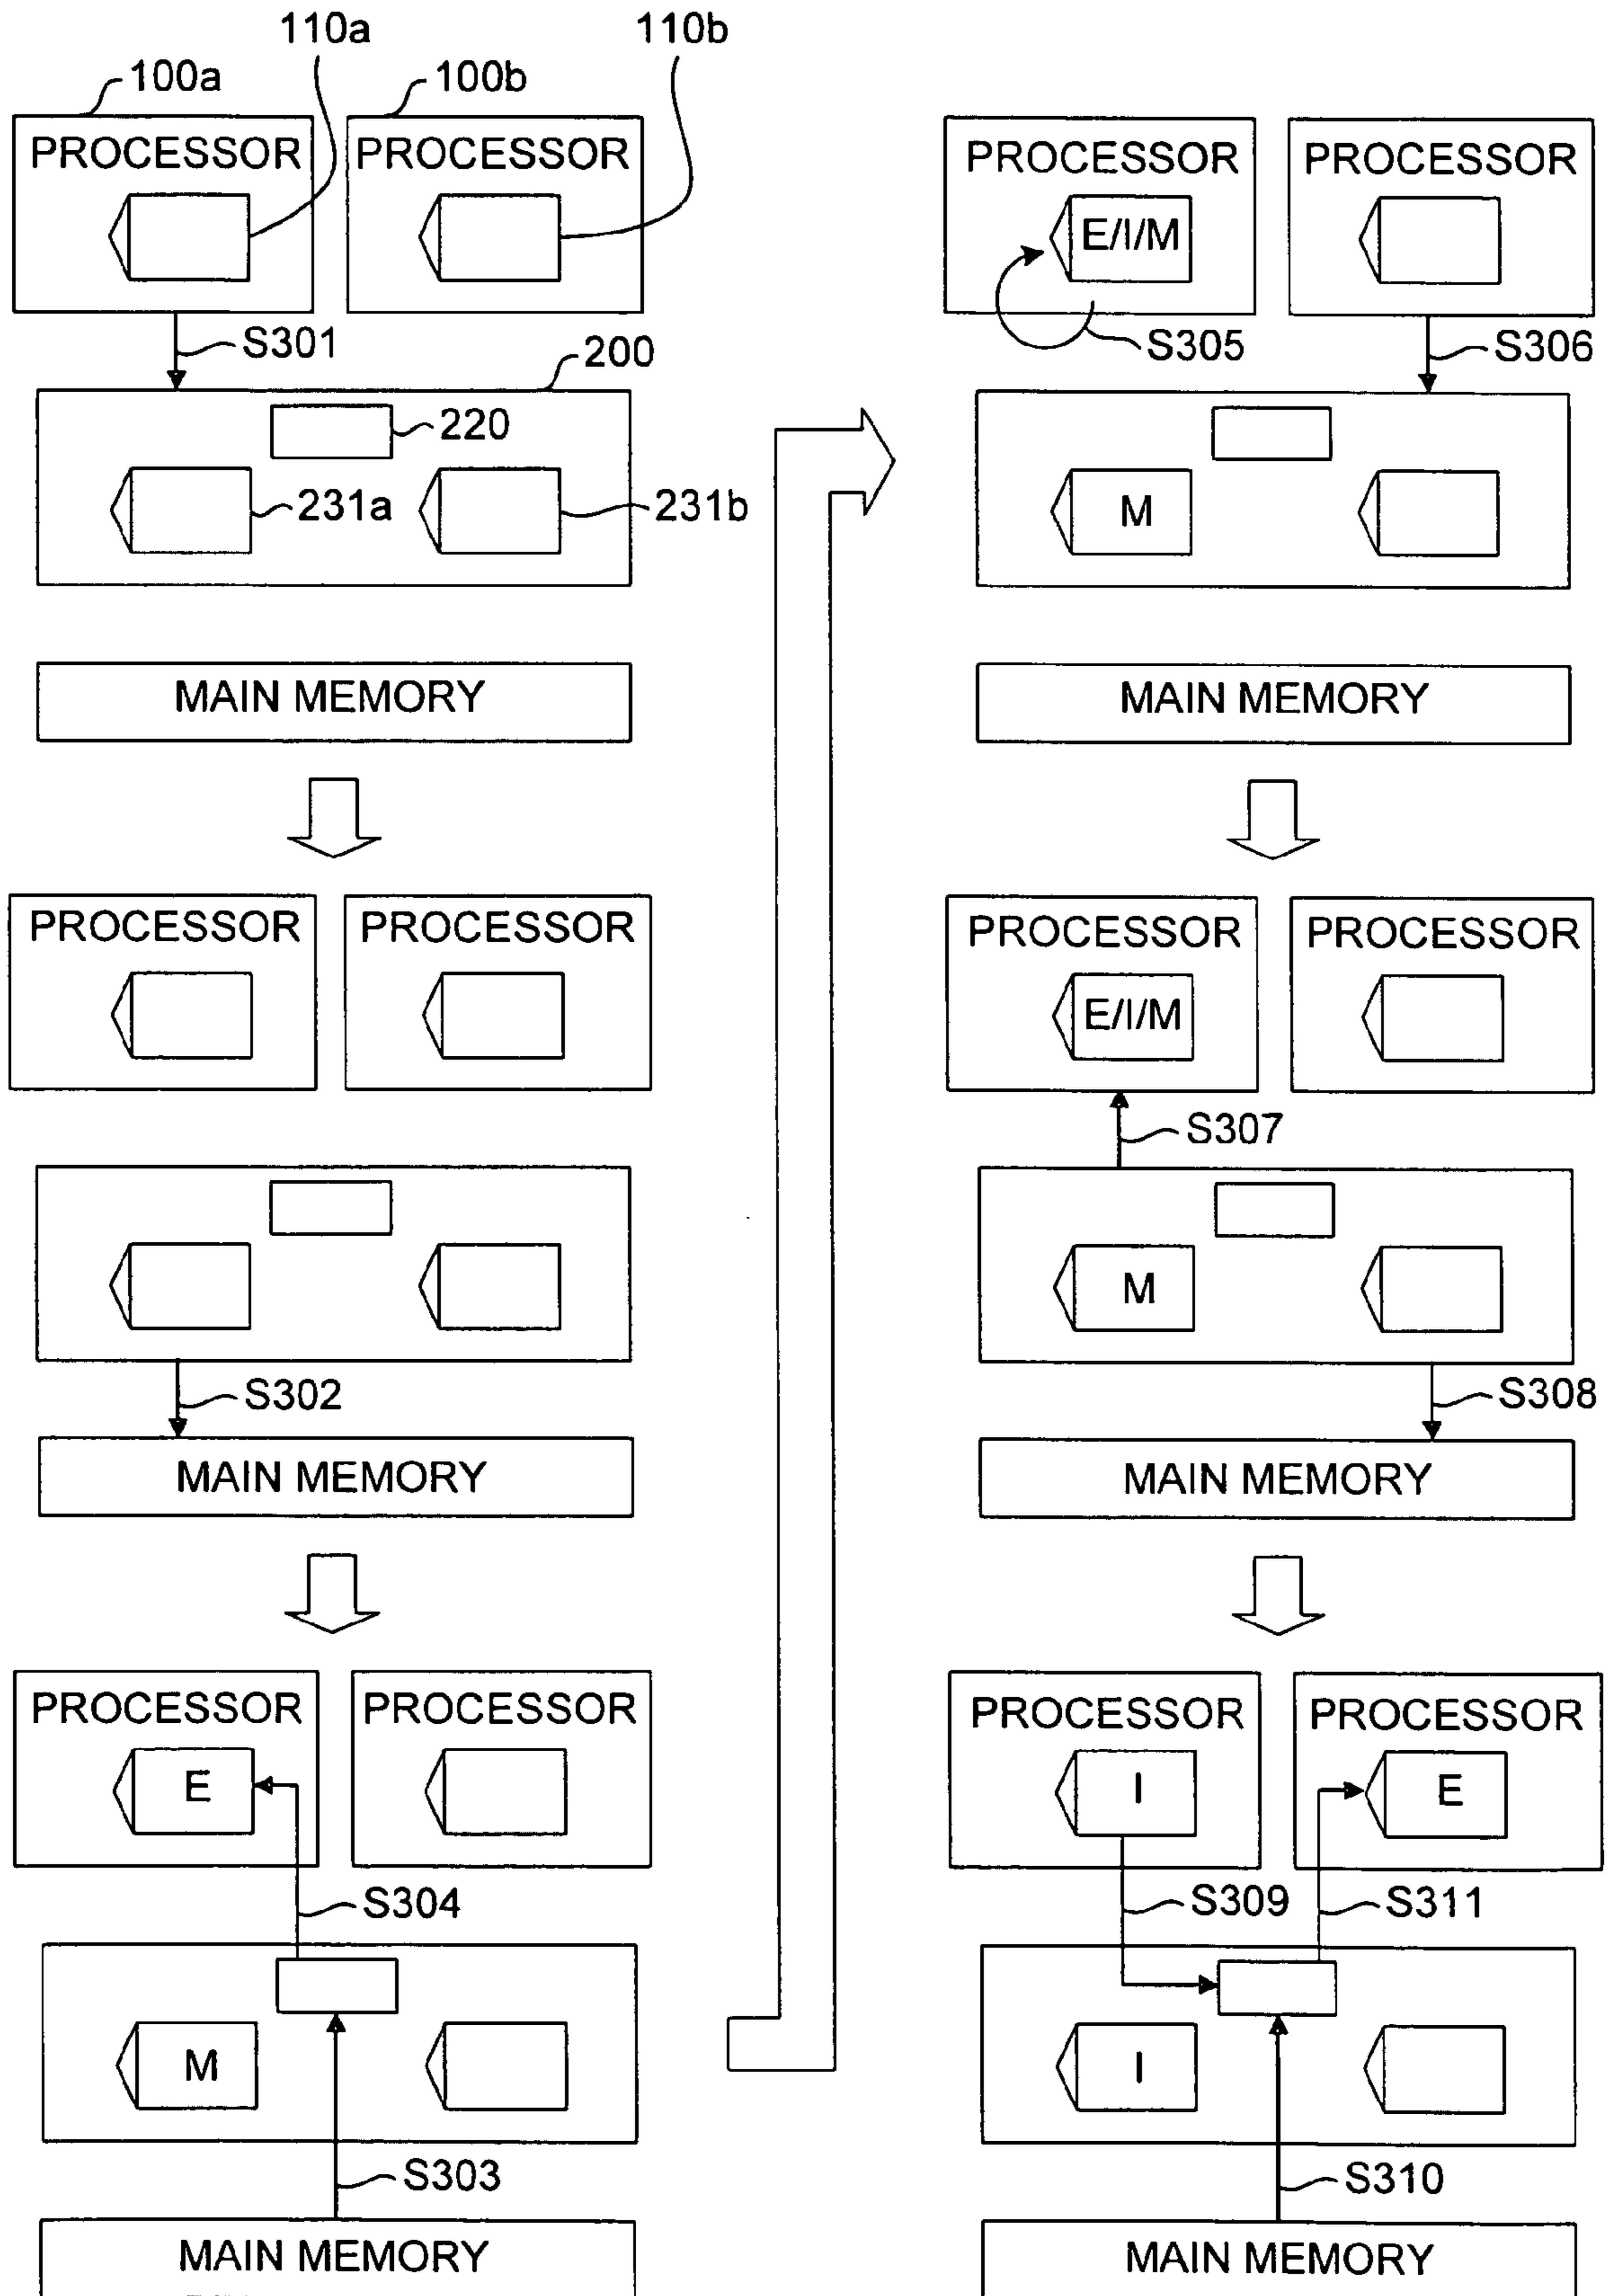 110a
110b
100a
100b
PROCESSOR
PROCESSOR
S301
200
220
231a
231b
MAIN MEMORY
PROCESSOR
PROCESSOR
S302
MAIN MEMORY
PROCESSOR
PROCESSOR
E
S304
M
S303
MAIN MEMORY
PROCESSOR
PROCESSOR
E/I/M
S305
S306
M
MAIN MEMORY
PROCESSOR
PROCESSOR
E/I/M
S307
M
S308
MAIN MEMORY
PROCESSOR
PROCESSOR
I
E
S309
S311
I
S310
MAIN MEMORY